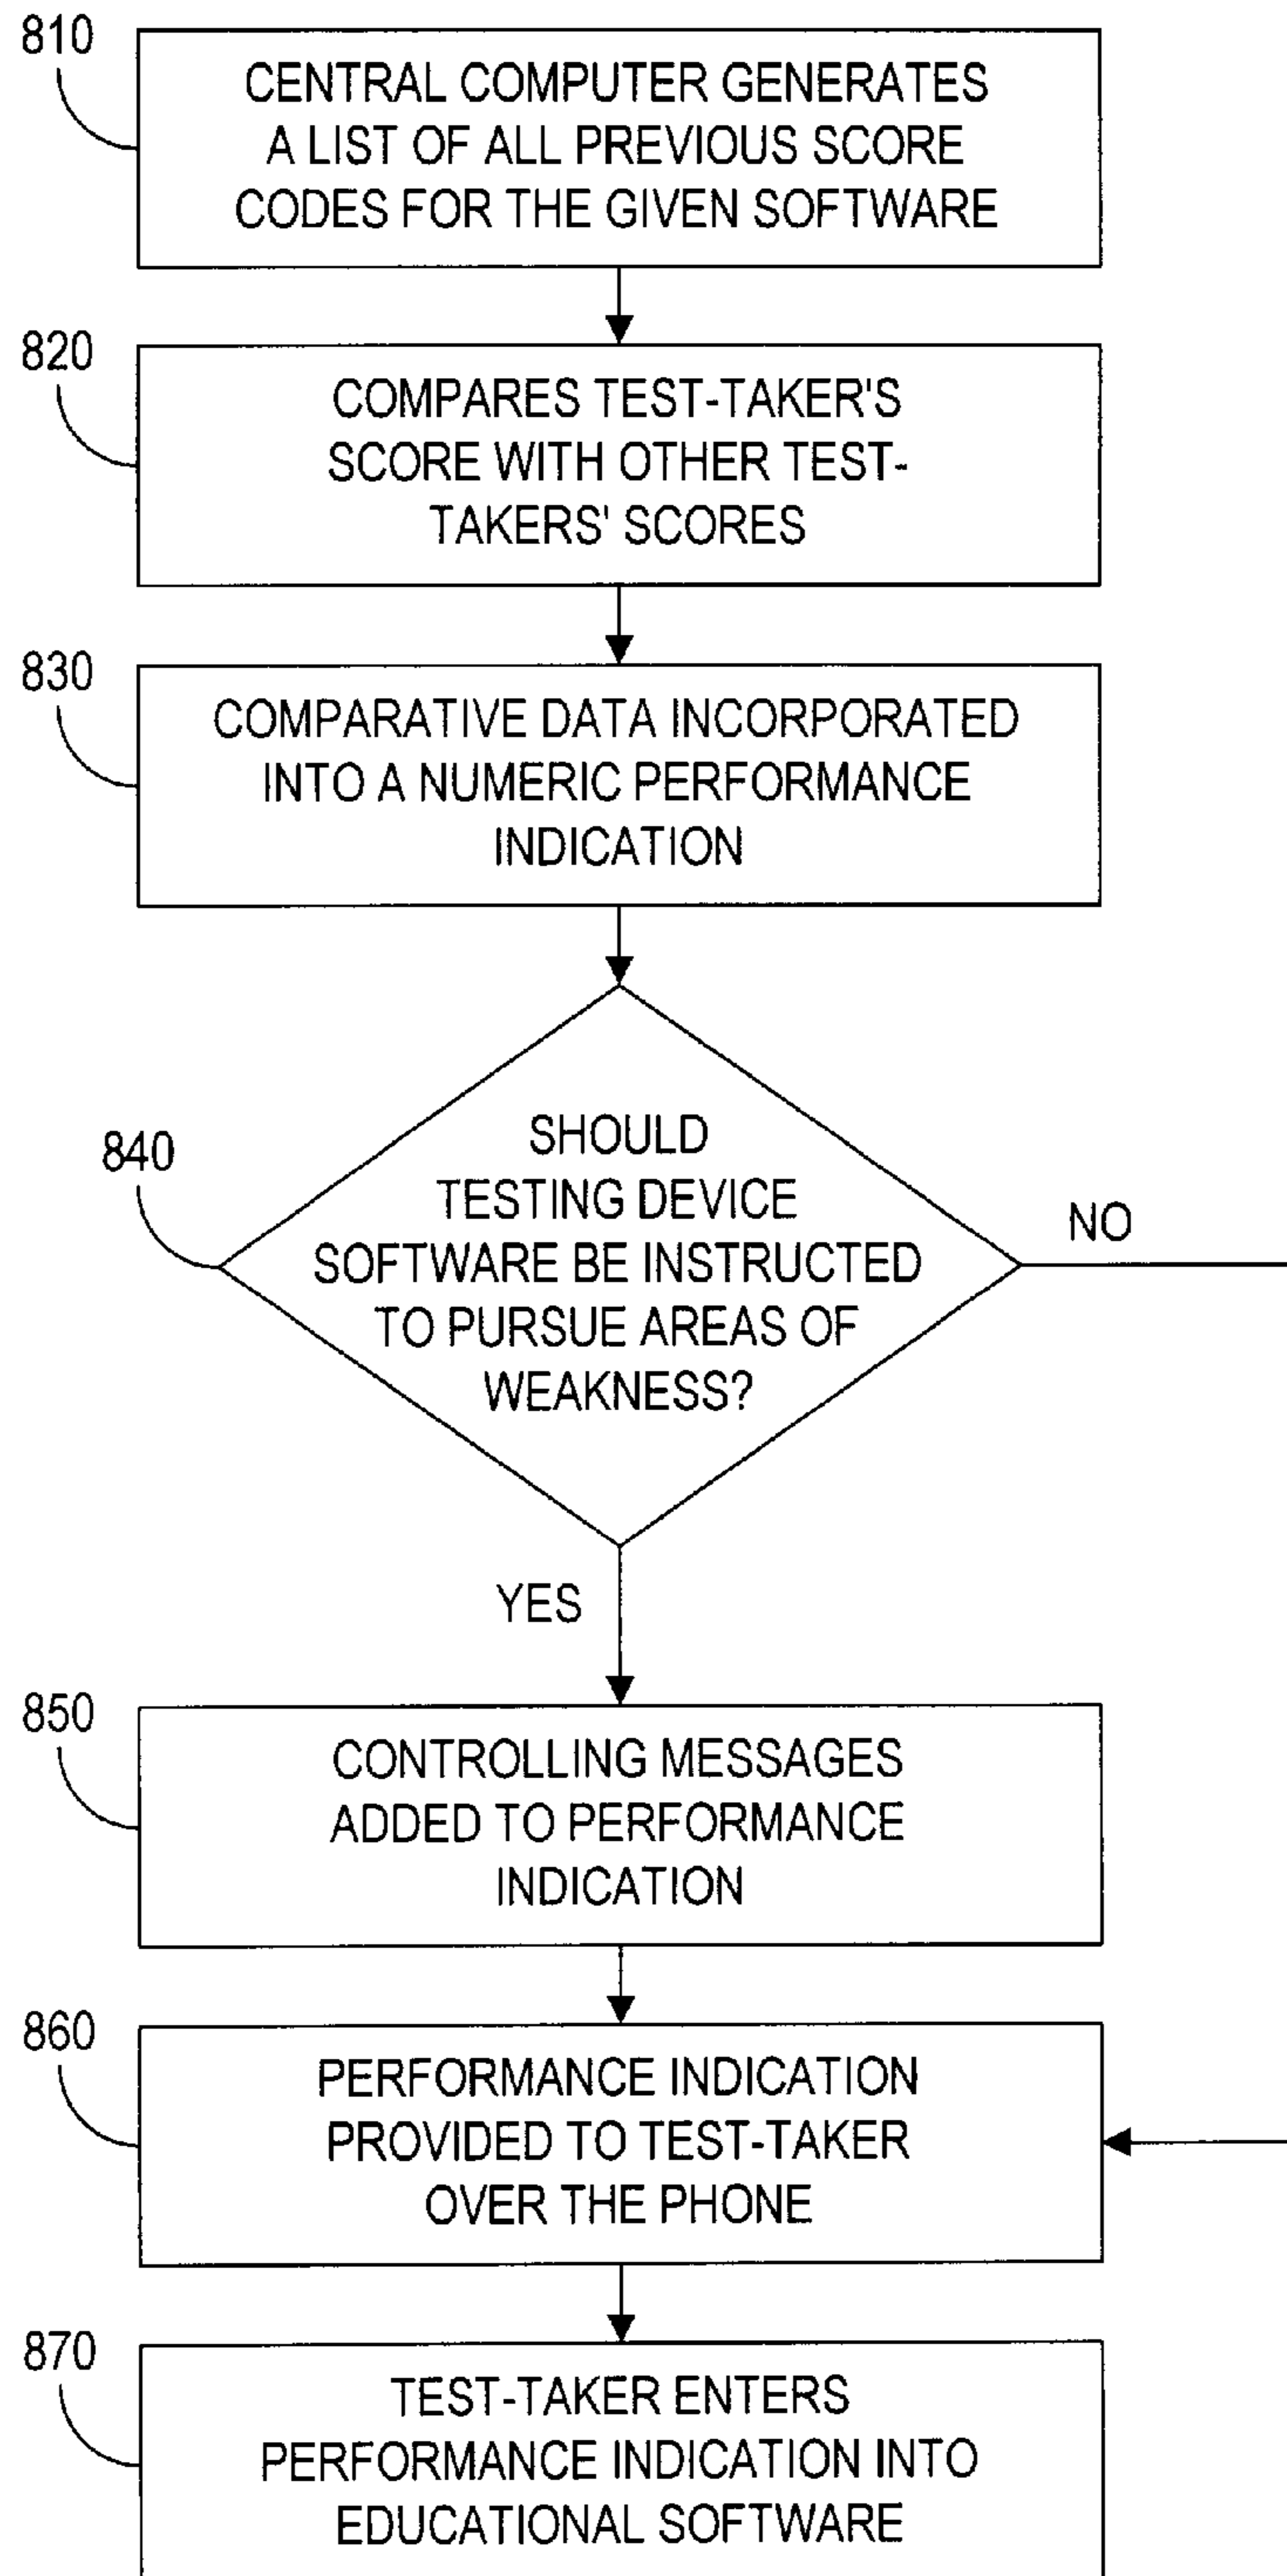 810
CENTRAL COMPUTER GENERATES
A LIST OF ALL PREVIOUS SCORE
CODES FOR THE GIVEN SOFTWARE
820
COMPARES TEST-TAKER'S
SCORE WITH OTHER TEST-
TAKERS' SCORES
830
COMPARATIVE DATA INCORPORATED
INTO A NUMERIC PERFORMANCE
INDICATION
840
SHOULD
TESTING DEVICE
SOFTWARE BE INSTRUCTED
TO PURSUE AREAS OF
WEAKNESS?
NO
YES
850
CONTROLLING MESSAGES
ADDED TO PERFORMANCE
INDICATION
860
PERFORMANCE INDICATION
PROVIDED TO TEST-TAKER
OVER THE PHONE
870
TEST-TAKER ENTERS
PERFORMANCE INDICATION INTO
EDUCATIONAL SOFTWARE